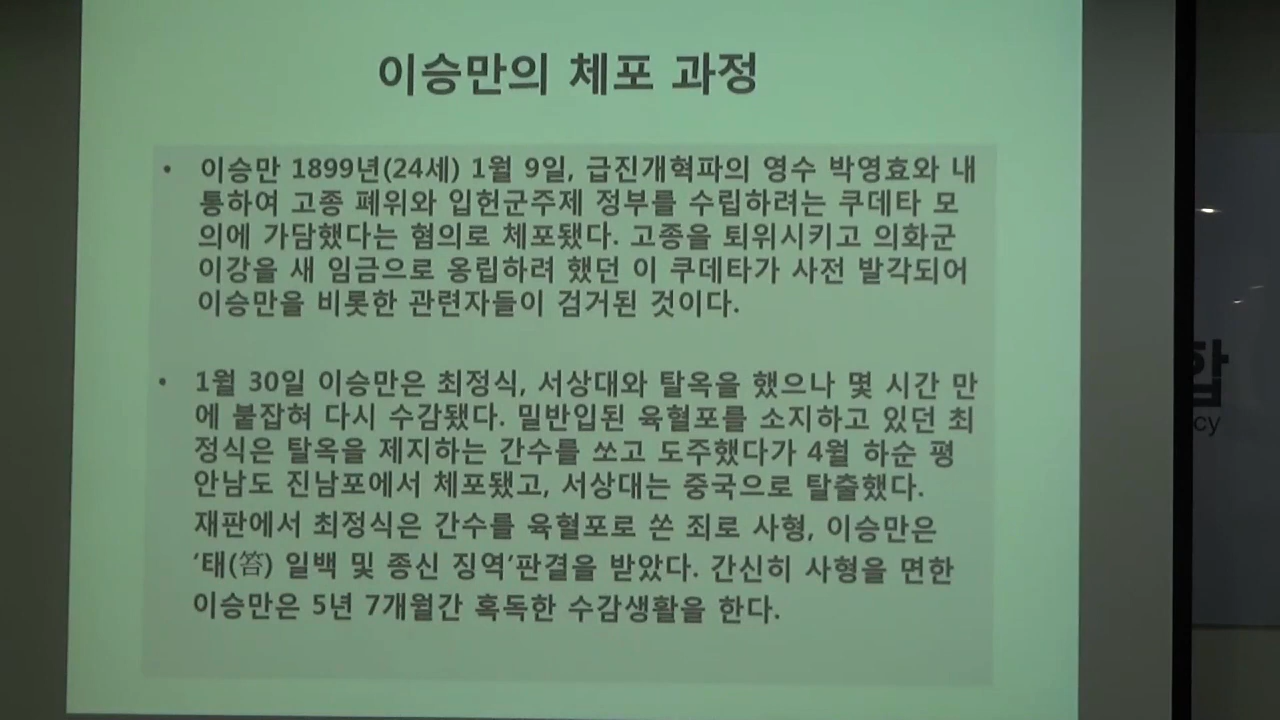 이승만의 체포 과정
• 이승만 1899년(24세) 1월 9일, 급진개혁파의 영수 박영효와 내
통하여 고종 폐위와 입헌군주제 정부를 수립하려는 쿠데타 모
의에 가담했다는 혐의로 체포됐다. 고종을 퇴위시키고 의화군
이강을 새 임금으로 옹립하려 했던 이 쿠데타가 사전 발각되어
이승만을 비롯한 관련자들이 검거된 것이다.
• 1월 30일 이승만은 최정식, 서상대와 탈옥을 했으나 몇 시간 만
에 붙잡혀 다시 수감됐다. 밀반입된 육혈포를 소지하고 있던 최
정식은 탈옥을 제지하는 간수를 쏘고 도주했다가 4월 하순 평
안남도 진남포에서 체포됐고, 서상대는 중국으로 탈출했다.
재판에서 최정식은 간수를 육혈포로 쏜 죄로 사형, 이승만은
‘태(笞) 일백 및 종신 징역’판결을 받았다. 간신히 사형을 면한
이승만은 5년 7개월간 혹독한 수감생활을 한다.
합
cy